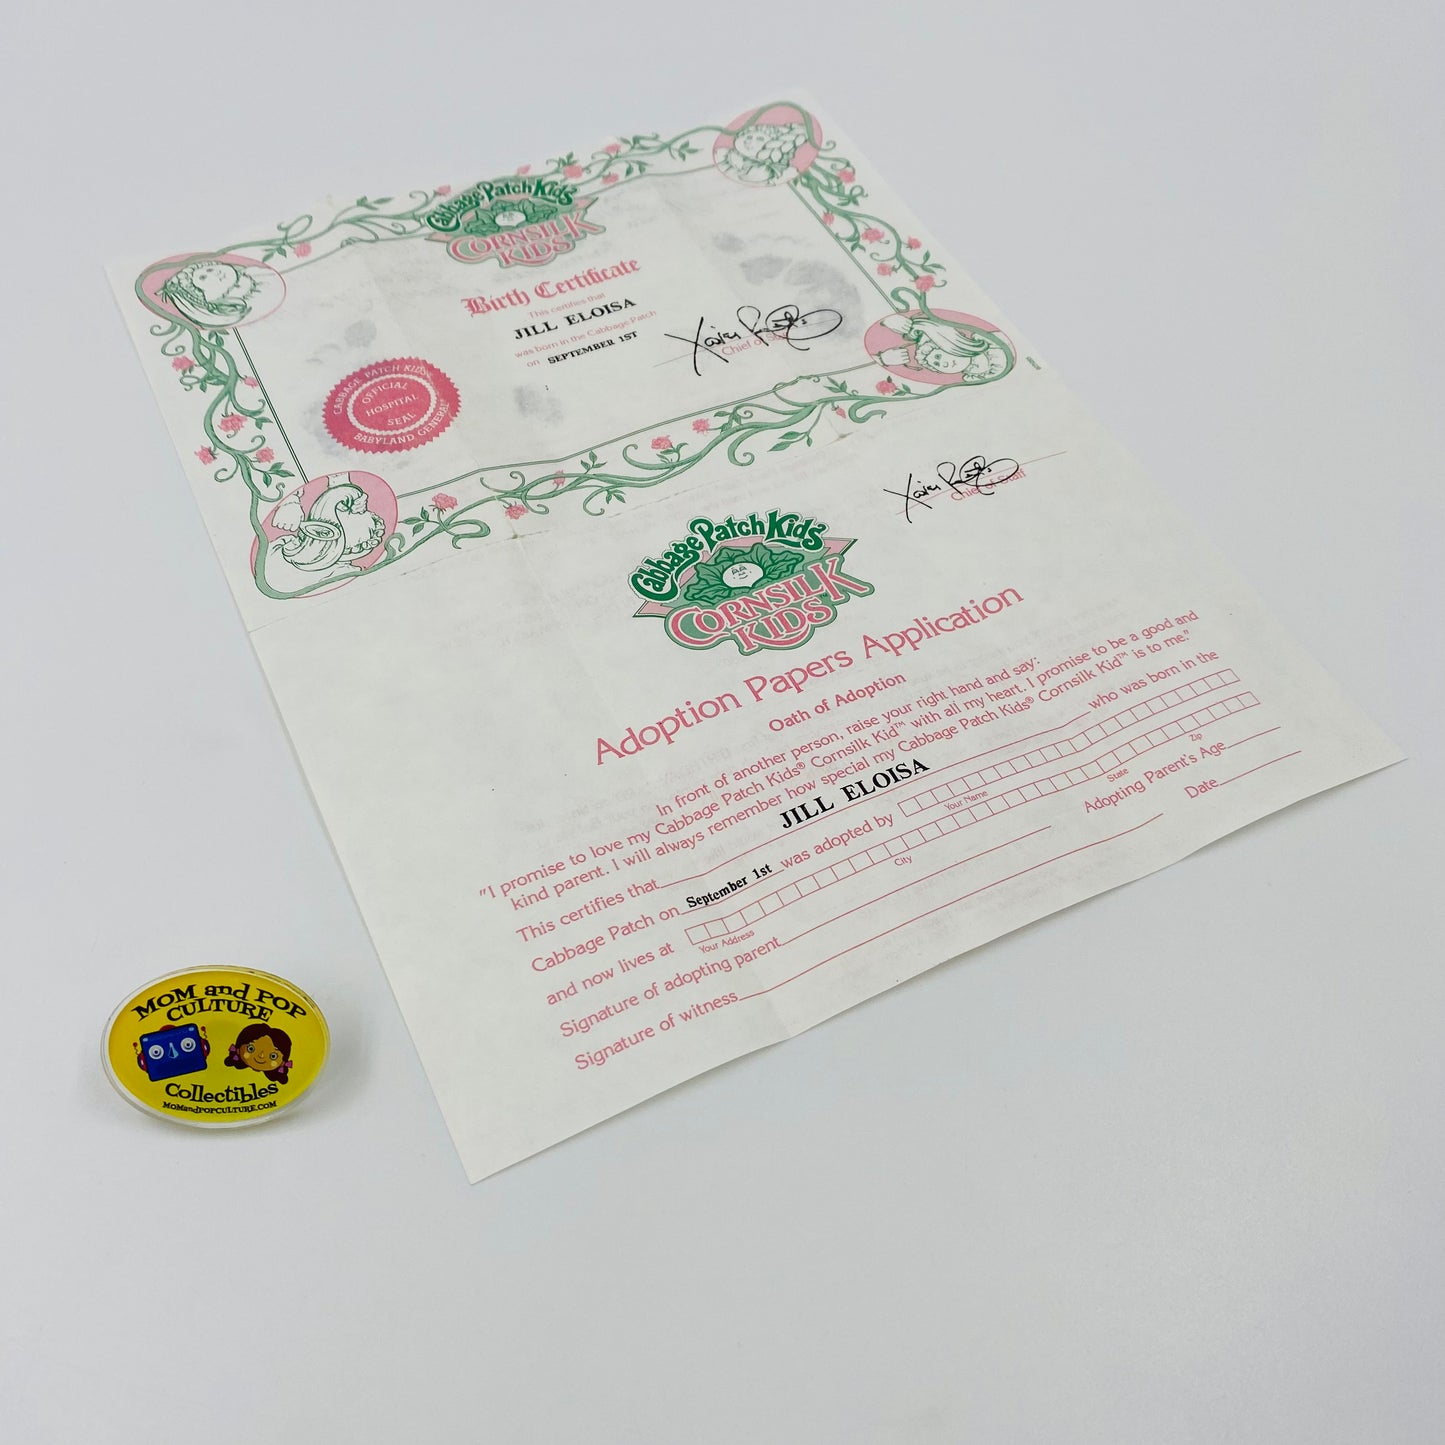 Cabbage Patch Kids®
CORNSILK
KIDS
Birth Certificate
This certifies that
JILL ELOISA
was born in the Cabbage Patch
on SEPTEMBER 1ST
Chief of
CABBAGE PATCH KIDS®
OFFICIAL
HOSPITAL
SEAL
BABYLAND GENERAL®
Chief of Staff
Cabbage Patch Kids®
CORNSILK
KIDS
Adoption Papers Application
Oath of Adoption
In front of another person, raise your right hand and say:
"I promise to love my Cabbage Patch Kids® Cornsilk Kid™ with all my heart. I promise to be a good and
kind parent. I will always remember how special my Cabbage Patch Kids® Cornsilk Kid™ is to me."
This certifies that JILL ELOISA who was born in the
Cabbage Patch on September 1st was adopted by
Your Name
and now lives at
Your Address City State Zip
Signature of adopting parent Adopting Parent's Age
Signature of witness Date
MOM and POP
CULTURE
Collectibles
MOMandPOPCULTURE.COM